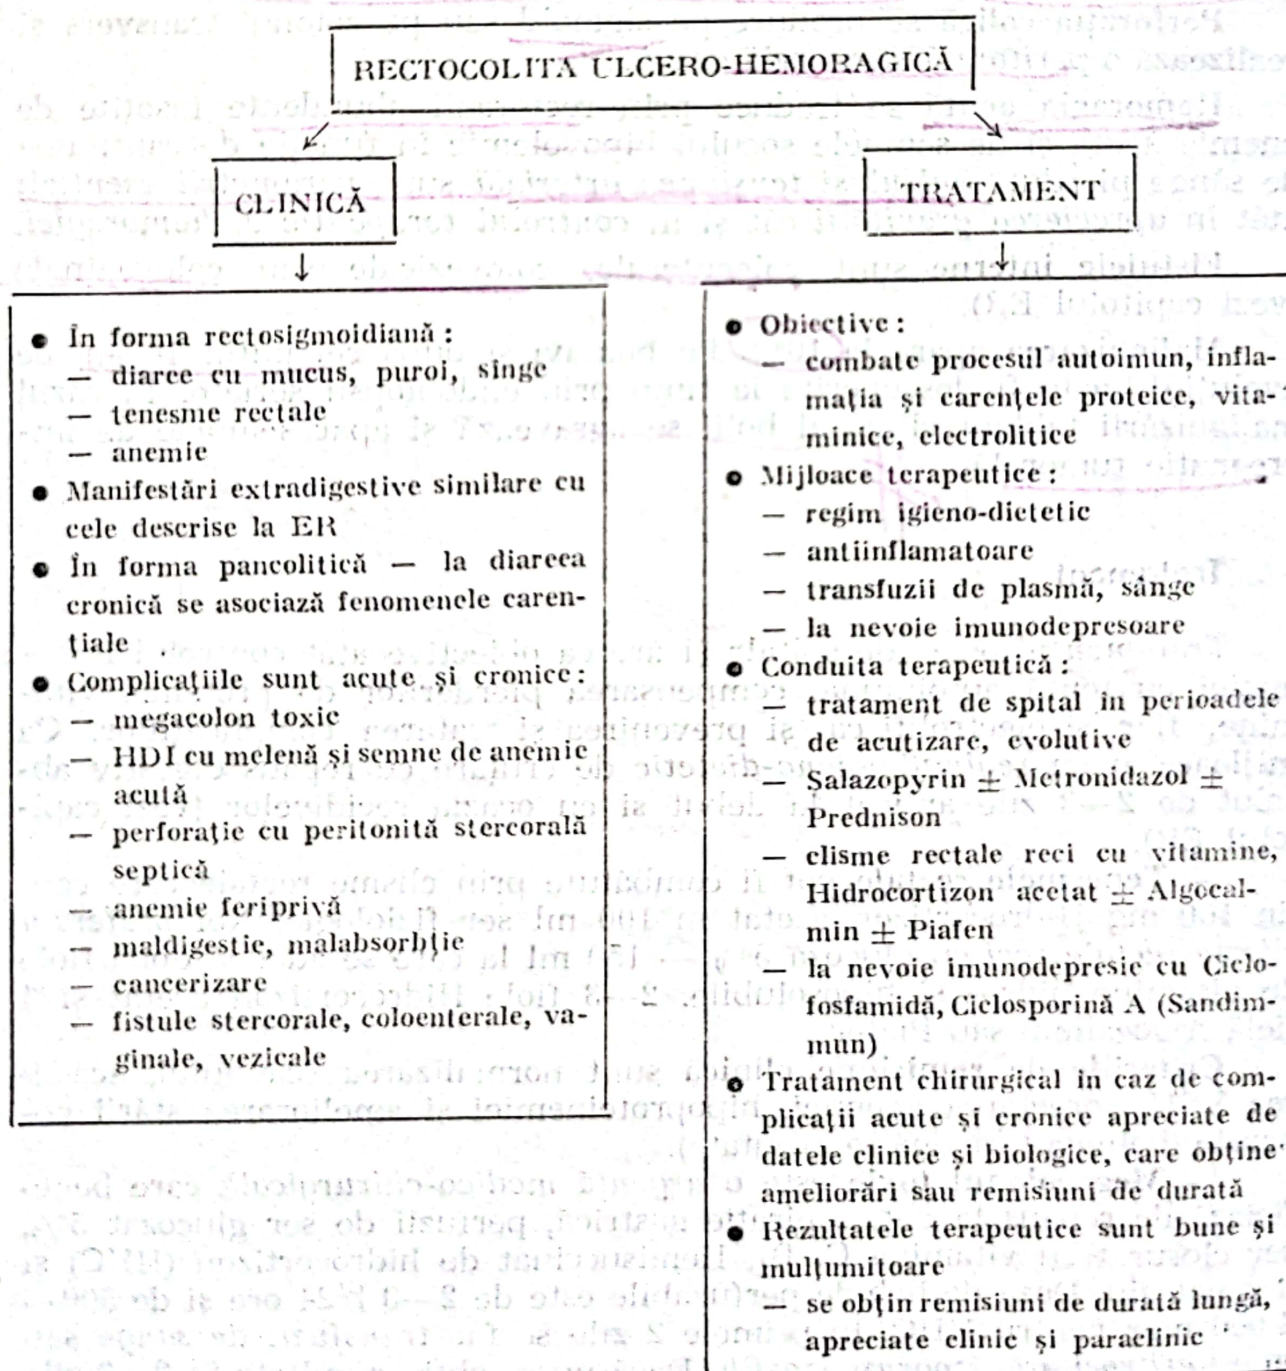 RECTOCOLITA ULCERO-HEMORAGICĂ
CLINICĂ
● În forma rectosigmoidiană :
— diaree cu mucus, puroi, sînge
— tenesme rectale
— anemie
● Manifestări extradigestive similare cu
cele descrise la ER
● În forma pancolitică — la diareea
cronică se asociază fenomenele caren-
țiale
● Complicațiile sunt acute și cronice :
— megacolon toxic
— HDI cu melenă și semne de anemie
acută
— perforație cu peritonită stercorală
septică
— anemie feriprivă
— maldigestie, malabsorbție
— cancerizare
— fistule stercorale, coloenterale, va-
ginale, vezicale
TRATAMENT
● Obiective :
— combate procesul autoimun, infla-
mația și carențele proteice, vita-
minice, electrolitice
● Mijloace terapeutice :
— regim igieno-dietetic
— antiinflamatoare
— transfuzii de plasmă, sânge
— la nevoie imunodepresoare
● Conduita terapeutică :
— tratament de spital în perioadele
de acutizare, evolutive
— Salazopyrin ± Metronidazol ±
Prednison
— clisme rectale reci cu vitamine,
Hidrocortizon acetat ± Algocal-
min ± Piafen
— la nevoie imunodepresie cu Ciclo-
fosfamidă, Ciclosporină A (Sandim-
mun)
● Tratament chirurgical în caz de com-
plicații acute și cronice apreciate de
datele clinice și biologice, care obține
ameliorări sau remisiuni de durată
● Rezultatele terapeutice sunt bune și
mulțumitoare
— se obțin remisiuni de durată lungă,
apreciate clinic și paraclinic